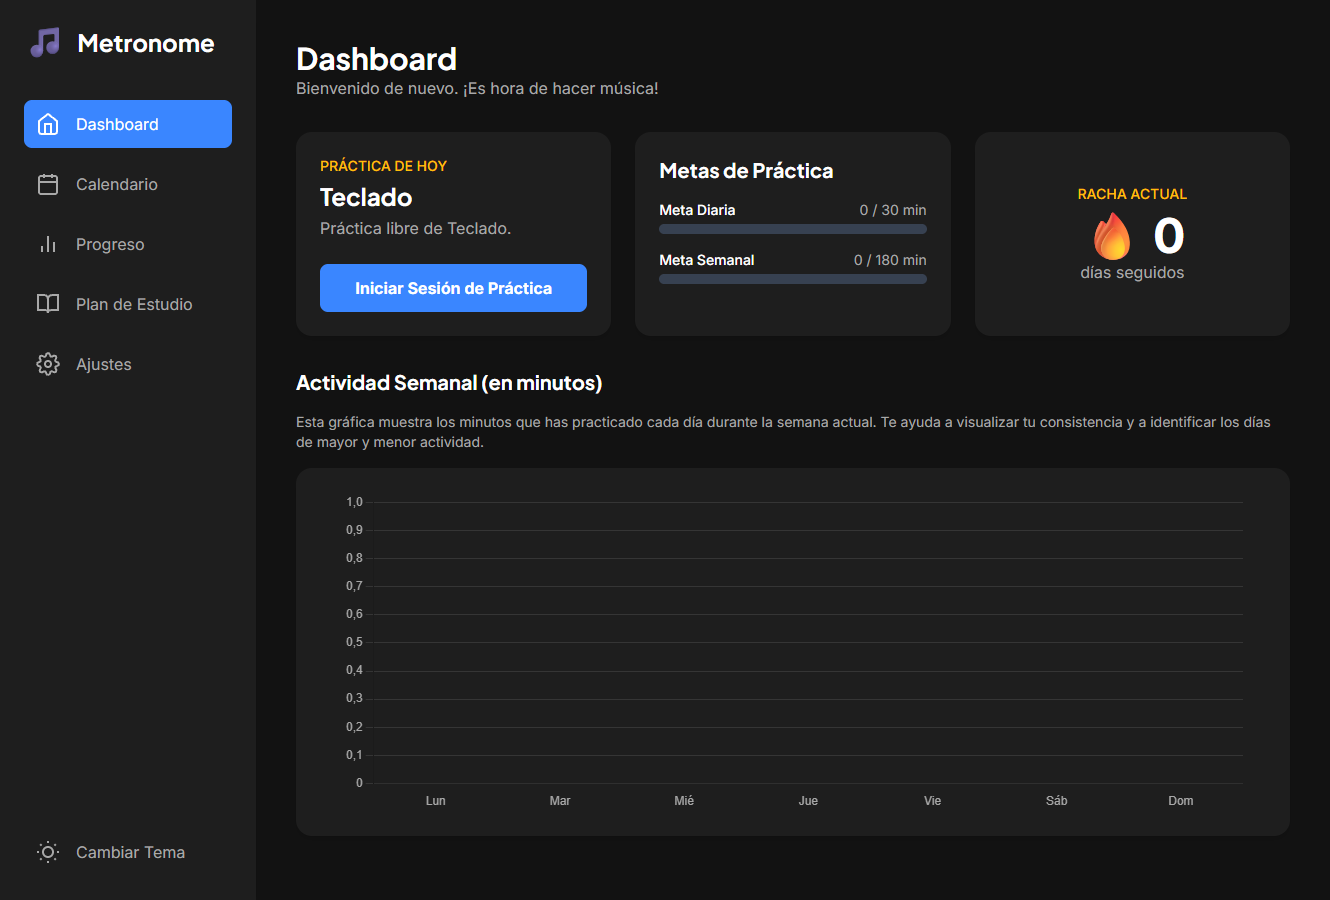 Metronome
Dashboard
Calendario
Progreso
Plan de Estudio
Ajustes
Cambiar Tema
Dashboard
Bienvenido de nuevo. ¡Es hora de hacer música!
PRÁCTICA DE HOY
Teclado
Práctica libre de Teclado.
Iniciar Sesión de Práctica
Metas de Práctica
Meta Diaria 0 / 30 min
Meta Semanal 0 / 180 min
RACHA ACTUAL
0
días seguidos
Actividad Semanal (en minutos)
Esta gráfica muestra los minutos que has practicado cada día durante la semana actual. Te ayuda a visualizar tu consistencia y a identificar los días
de mayor y menor actividad.
1,0
0,9
0,8
0,7
0,6
0,5
0,4
0,3
0,2
0,1
0
Lun Mar Mié Jue Vie Sáb Dom